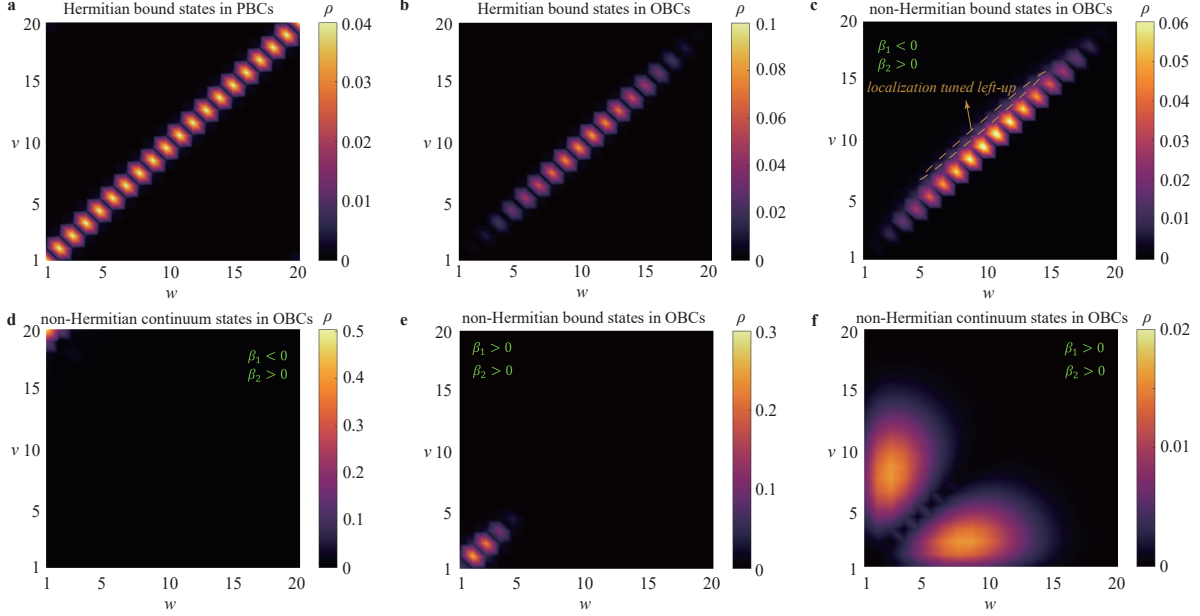 a
Hermitian bound states in PBCs
ρ
20
15
v 10
5
1
1 5 10 15 20
w
0.04
0.03
0.02
0.01
0
b
Hermitian bound states in OBCs
ρ
20
15
v 10
5
1
1 5 10 15 20
w
0.1
0.08
0.06
0.04
0.02
0
c
non-Hermitian bound states in OBCs
ρ
β₁ < 0
β₂ > 0
localization tuned left-up
20
15
v 10
5
1
1 5 10 15 20
w
0.06
0.05
0.04
0.03
0.02
0.01
0
d
non-Hermitian continuum states in OBCs
ρ
β₁ < 0
β₂ > 0
20
15
v 10
5
1
1 5 10 15 20
w
0.5
0.4
0.3
0.2
0.1
0
e
non-Hermitian bound states in OBCs
ρ
β₁ > 0
β₂ > 0
20
15
v 10
5
1
1 5 10 15 20
w
0.3
0.2
0.1
0
f
non-Hermitian continuum states in OBCs
ρ
β₁ > 0
β₂ > 0
20
15
v 10
5
1
1 5 10 15 20
w
0.02
0.01
0